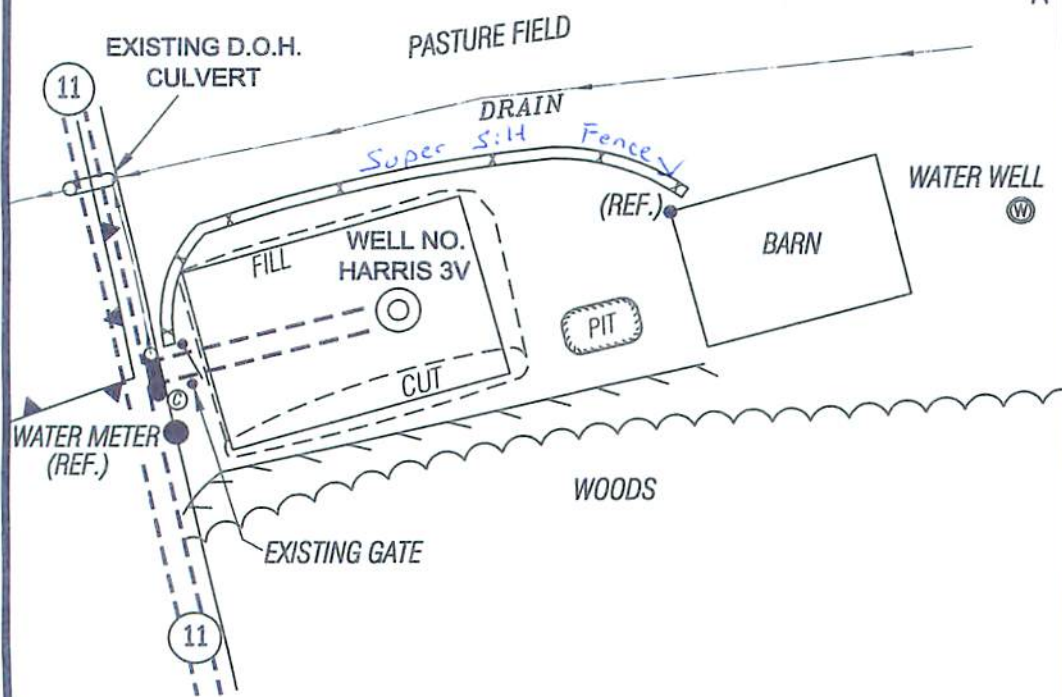 PASTURE FIELD
EXISTING D.O.H.
CULVERT
11
DRAIN
Super Silt Fence
WATER WELL
W
(REF.)
BARN
WELL NO.
HARRIS 3V
FILL
PIT
CUT
C
WATER METER
(REF.)
WOODS
EXISTING GATE
11